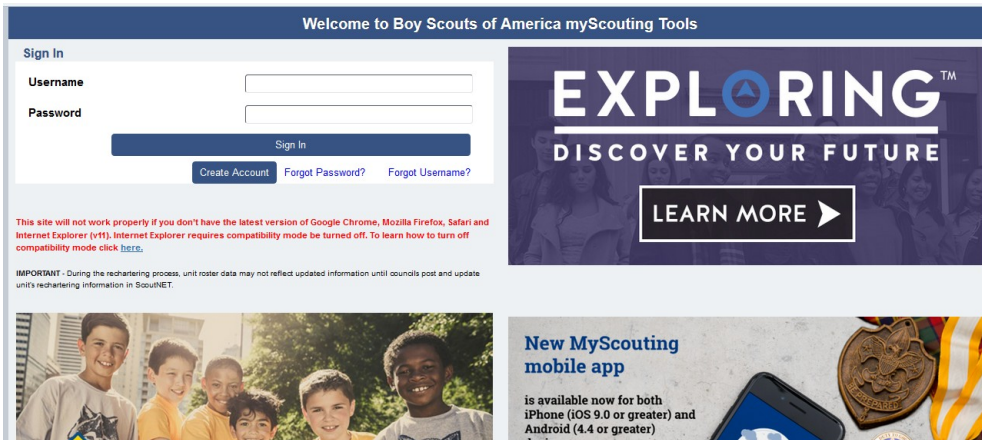 Welcome to Boy Scouts of America myScouting Tools
Sign In
Username
Password
Sign In
Create Account Forgot Password? Forgot Username?
This site will not work properly if you don't have the latest version of Google Chrome, Mozilla Firefox, Safari and
Internet Explorer (v11). Internet Explorer requires compatibility mode be turned off. To learn how to turn off
compatibility mode click here.
IMPORTANT - During the rechartering process, unit roster data may not reflect updated information until councils post and update
unit's rechartering information in ScoutNET.
EXPLORING™
DISCOVER YOUR FUTURE
LEARN MORE
New MyScouting
mobile app
is available now for both
iPhone (iOS 9.0 or greater) and
Android (4.4 or greater)